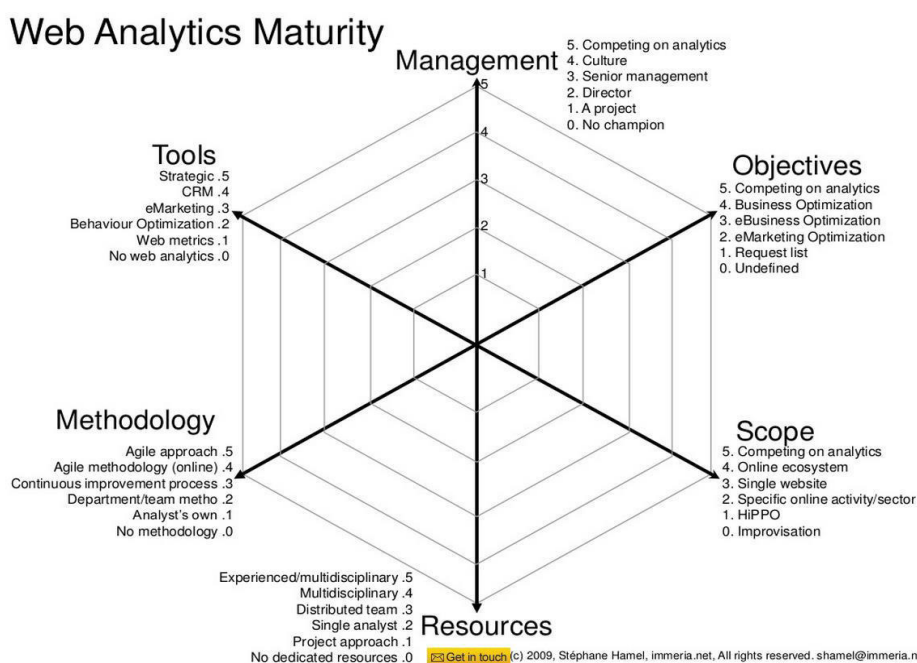 Web Analytics Maturity
Management
5. Competing on analytics
4. Culture
3. Senior management
2. Director
1. A project
0. No champion
5
4
3
2
1
Tools
Strategic .5
CRM .4
eMarketing .3
Behaviour Optimization .2
Web metrics .1
No web analytics .0
Objectives
5. Competing on analytics
4. Business Optimization
3. eBusiness Optimization
2. eMarketing Optimization
1. Request list
0. Undefined
Methodology
Agile approach .5
Agile methodology (online) .4
Continuous improvement process .3
Department/team metho .2
Analyst's own .1
No methodology .0
Scope
5. Competing on analytics
4. Online ecosystem
3. Single website
2. Specific online activity/sector
1. HiPPO
0. Improvisation
Experienced/multidisciplinary .5
Multidisciplinary .4
Distributed team .3
Single analyst .2
Project approach .1
No dedicated resources .0
Resources
Get in touch (c) 2009, Stéphane Hamel, immeria.net, All rights reserved. shamel@immeria.n